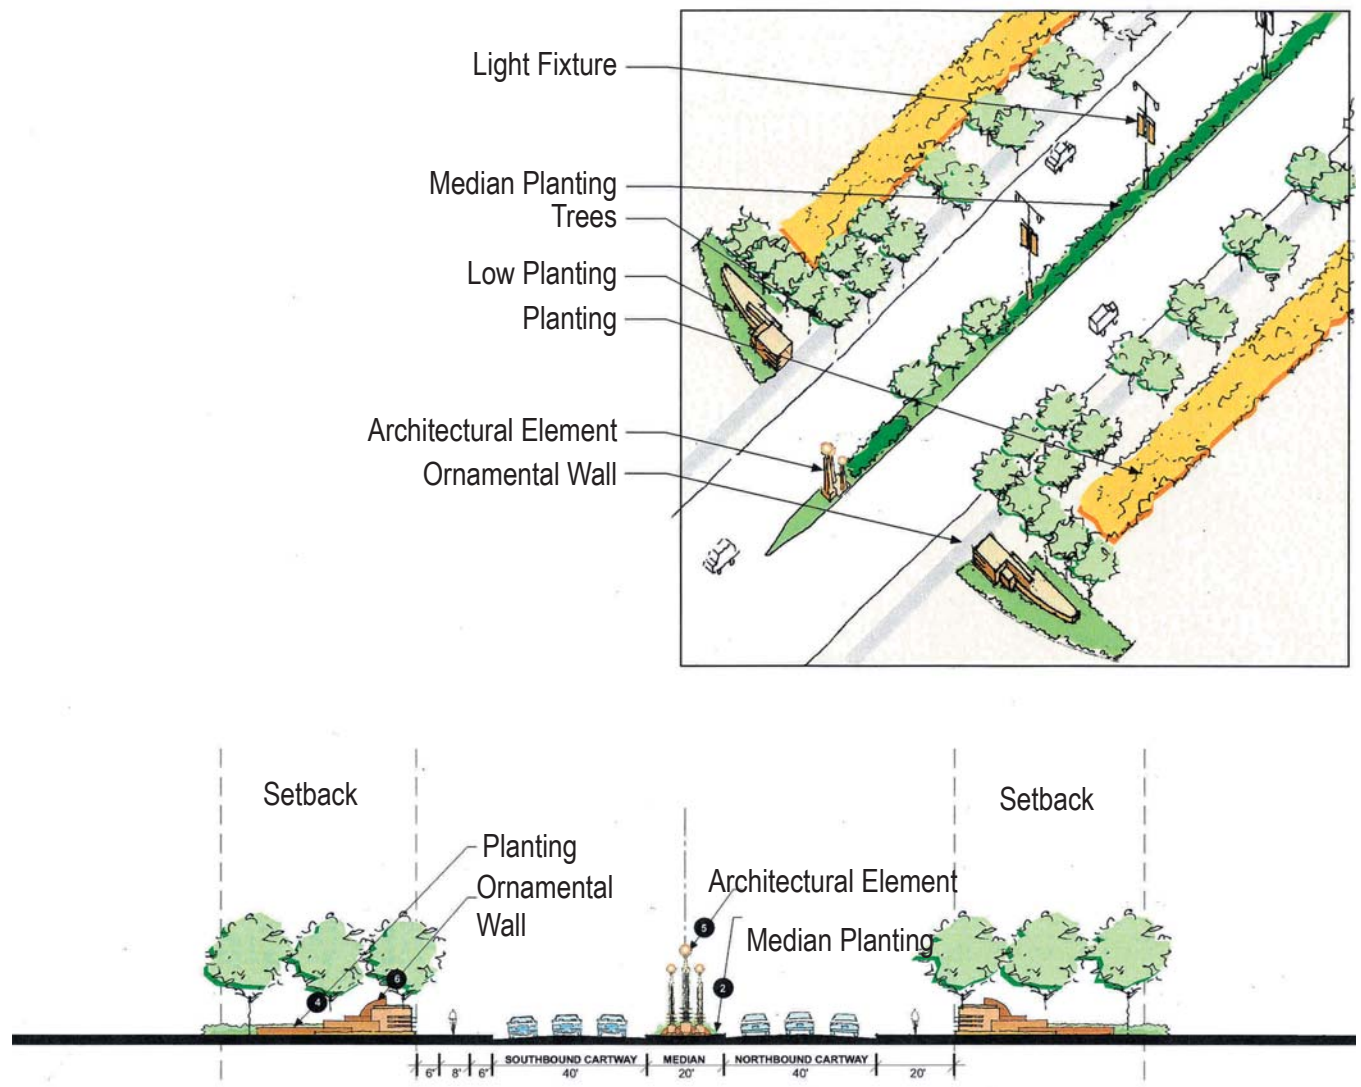 Light Fixture
Median Planting
Trees
Low Planting
Planting
Architectural Element
Ornamental Wall
Setback
Setback
Planting
Ornamental
Wall
Architectural Element
Median Planting
5
6
2
4
SOUTHBOUND CARTWAY
MEDIAN
NORTHBOUND CARTWAY
6' 8' 6' 40' 20' 40' 20'